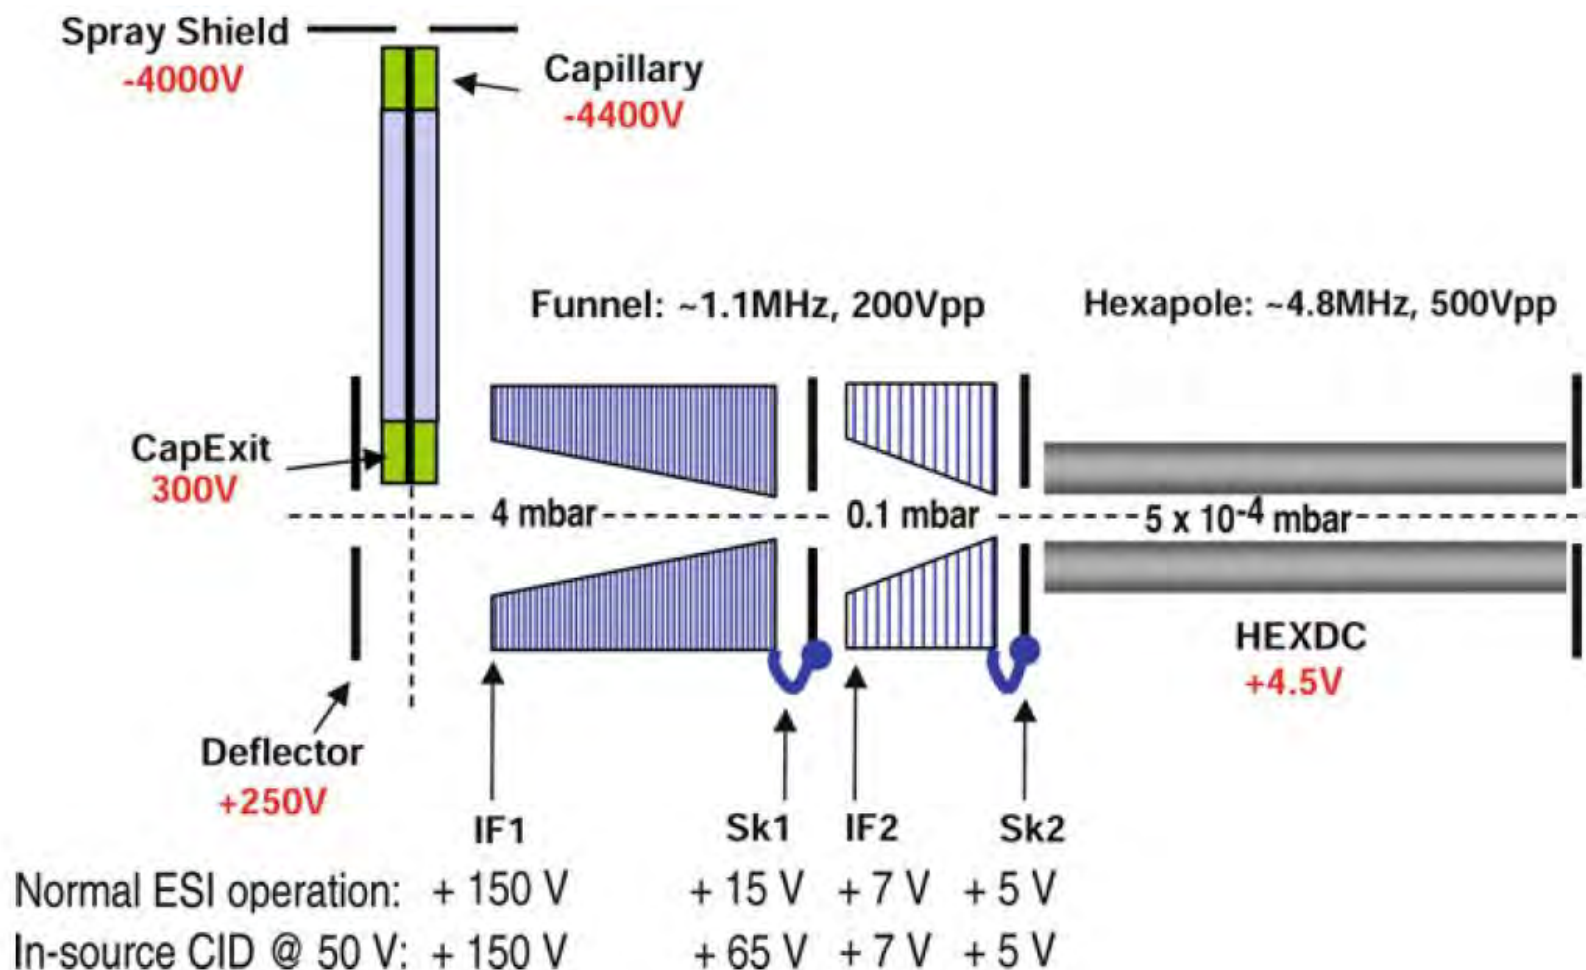 Spray Shield
-4000V
Capillary
-4400V
Funnel: ~1.1MHz, 200Vpp
Hexapole: ~4.8MHz, 500Vpp
CapExit
300V
4 mbar
0.1 mbar
5 x 10⁻⁴ mbar
HEXDC
+4.5V
Deflector
+250V
IF1 Sk1 IF2 Sk2
Normal ESI operation: + 150 V + 15 V + 7 V + 5 V
In-source CID @ 50 V: + 150 V + 65 V + 7 V + 5 V